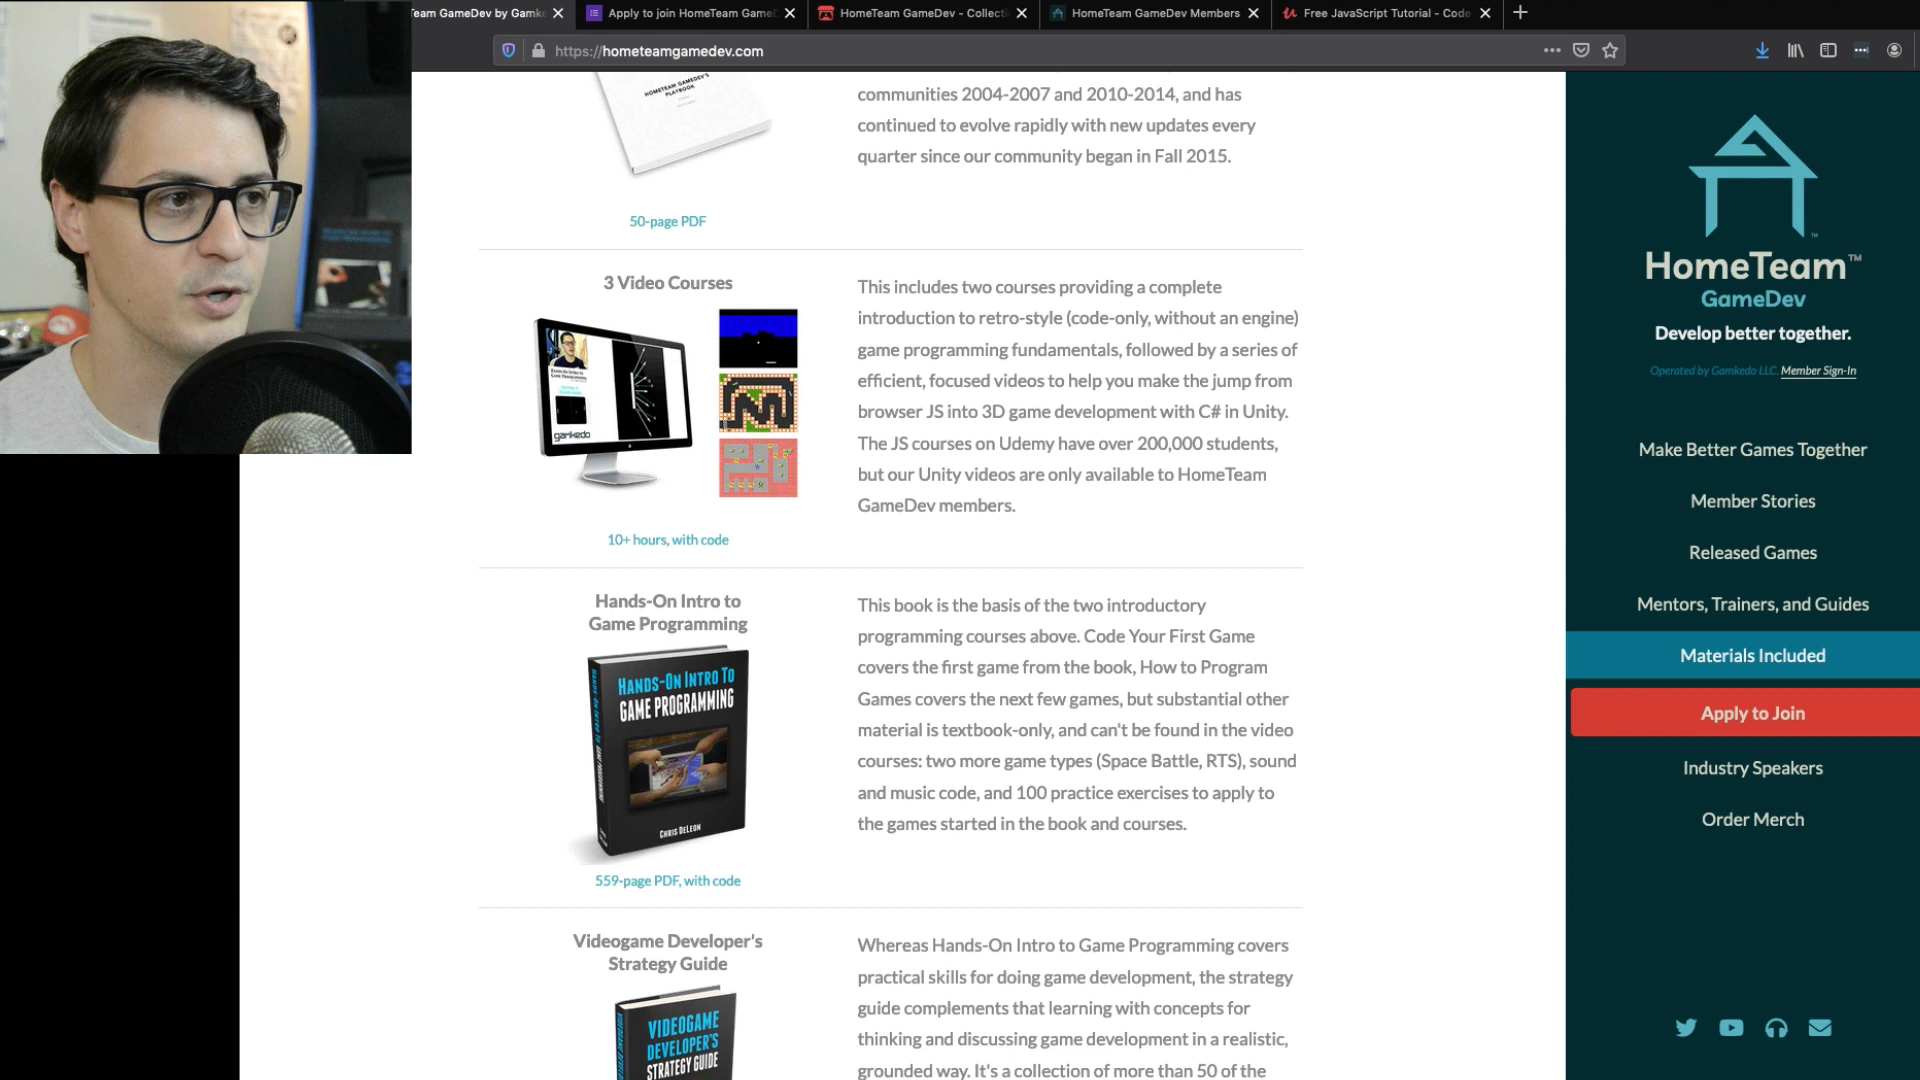 Team GameDev by Gamke
Apply to join HomeTeam GameD
HomeTeam GameDev - Collecti
HomeTeam GameDev Members
Free JavaScript Tutorial - Code
https://hometeamgamedev.com
HOMETEAM GAMEDEV'S
PLAYBOOK
communities 2004-2007 and 2010-2014, and has
continued to evolve rapidly with new updates every
quarter since our community began in Fall 2015.
50-page PDF
3 Video Courses
gamkedo
This includes two courses providing a complete
introduction to retro-style (code-only, without an engine)
game programming fundamentals, followed by a series of
efficient, focused videos to help you make the jump from
browser JS into 3D game development with C# in Unity.
The JS courses on Udemy have over 200,000 students,
but our Unity videos are only available to HomeTeam
GameDev members.
10+ hours, with code
Hands-On Intro to
Game Programming
HANDS-ON INTRO TO
GAME PROGRAMMING
CHRIS DELEON
This book is the basis of the two introductory
programming courses above. Code Your First Game
covers the first game from the book, How to Program
Games covers the next few games, but substantial other
material is textbook-only, and can't be found in the video
courses: two more game types (Space Battle, RTS), sound
and music code, and 100 practice exercises to apply to
the games started in the book and courses.
559-page PDF, with code
Videogame Developer's
Strategy Guide
VIDEOGAME
DEVELOPER'S
STRATEGY GUIDE
Whereas Hands-On Intro to Game Programming covers
practical skills for doing game development, the strategy
guide complements that learning with concepts for
thinking and discussing game development in a realistic,
grounded way. It's a collection of more than 50 of the
HomeTeam™
GameDev
Develop better together.
Operated by Gamkedo LLC. Member Sign-In
Make Better Games Together
Member Stories
Released Games
Mentors, Trainers, and Guides
Materials Included
Apply to Join
Industry Speakers
Order Merch